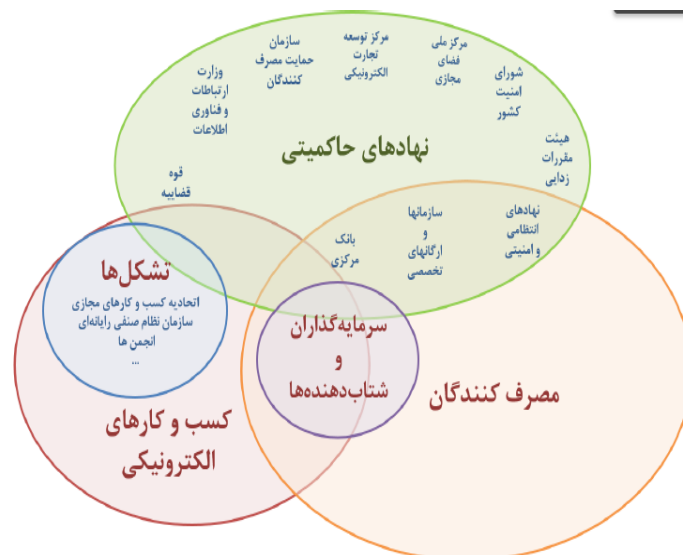 مرکز توسعه
تجارت
الکترونیکی
مرکز ملی
فضای
مجازی
سازمان
حمایت مصرف
کنندگان
شورای
امنیت
کشور
وزارت
ارتباطات
و فناوری
اطلاعات
هیئت
مقررات
زدایی
نهادهای حاکمیتی
قوه
قضاییه
نهادهای
انتظامی
و امنیتی
سازمانها
و
ارگانهای
تخصصی
بانک
مرکزی
تشکل‌ها
اتحادیه کسب و کارهای مجازی
سازمان نظام صنفی رایانه‌ای
انجمن ها
...
سرمایه‌گذاران
و
شتاب‌دهنده‌ها
مصرف کنندگان
کسب و کارهای
الکترونیکی